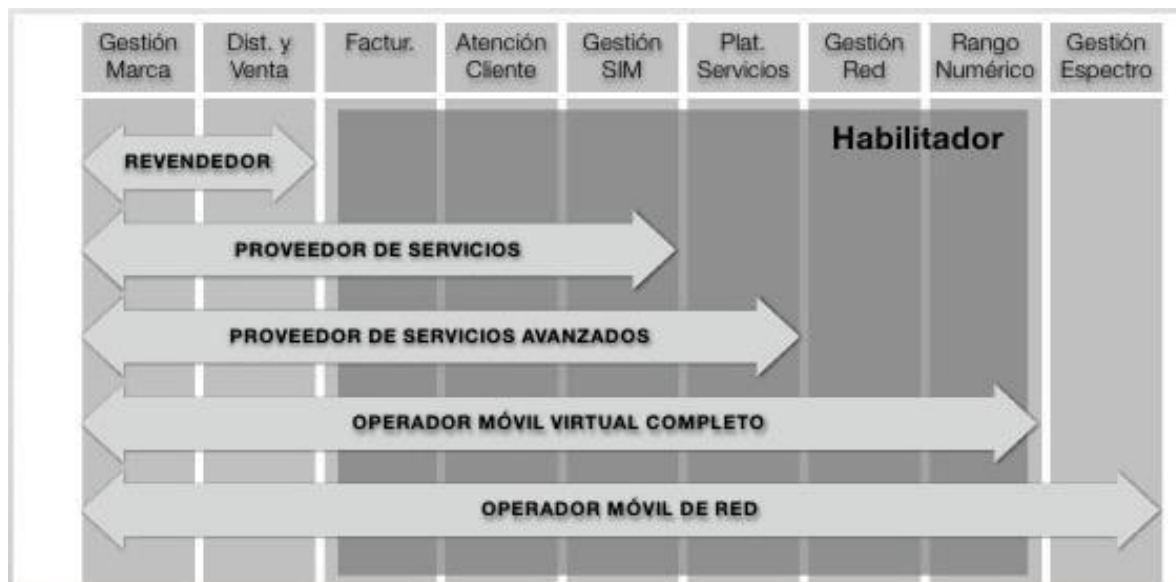 Gestión Marca
Dist. y Venta
Factur.
Atención Cliente
Gestión SIM
Plat. Servicios
Gestión Red
Rango Numérico
Gestión Espectro
Habilitador
REVENDEDOR
PROVEEDOR DE SERVICIOS
PROVEEDOR DE SERVICIOS AVANZADOS
OPERADOR MÓVIL VIRTUAL COMPLETO
OPERADOR MÓVIL DE RED